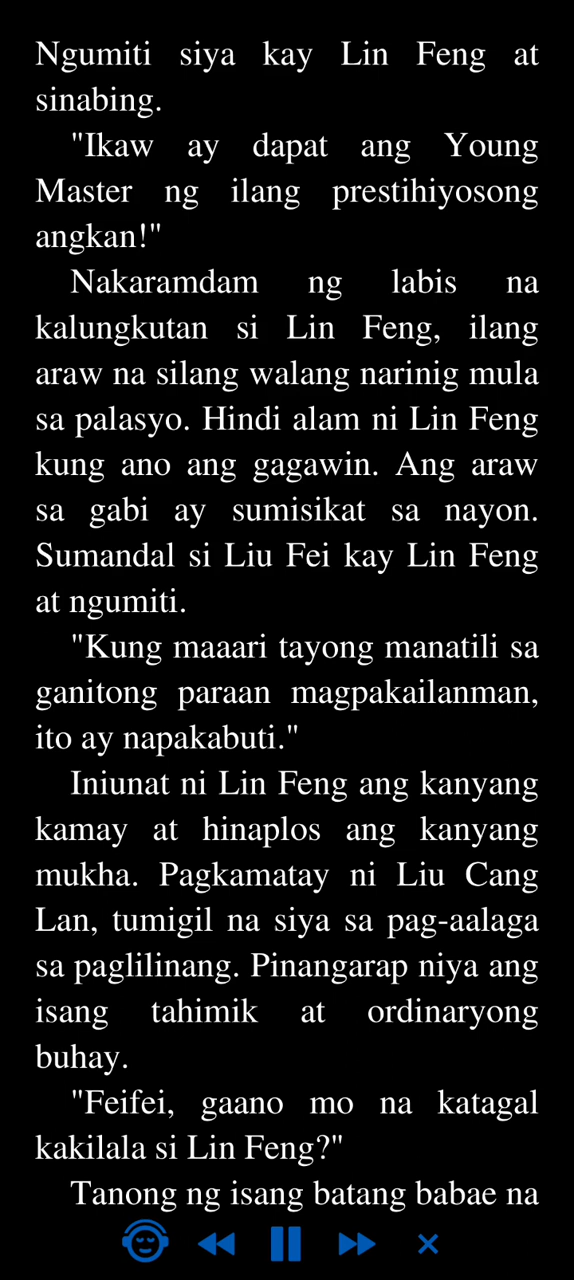 Ngumiti siya kay Lin Feng at
sinabing.
"Ikaw ay dapat ang Young
Master ng ilang prestihiyosong
angkan!"
Nakaramdam ng labis na
kalungkutan si Lin Feng, ilang
araw na silang walang narinig mula
sa palasyo. Hindi alam ni Lin Feng
kung ano ang gagawin. Ang araw
sa gabi ay sumisikat sa nayon.
Sumandal si Liu Fei kay Lin Feng
at ngumiti.
"Kung maaari tayong manatili sa
ganitong paraan magpakailanman,
ito ay napakabuti."
Iniunat ni Lin Feng ang kanyang
kamay at hinaplos ang kanyang
mukha. Pagkamatay ni Liu Cang
Lan, tumigil na siya sa pag-aalaga
sa paglilinang. Pinangarap niya ang
isang tahimik at ordinaryong
buhay.
"Feifei, gaano mo na katagal
kakilala si Lin Feng?"
Tanong ng isang batang babae na